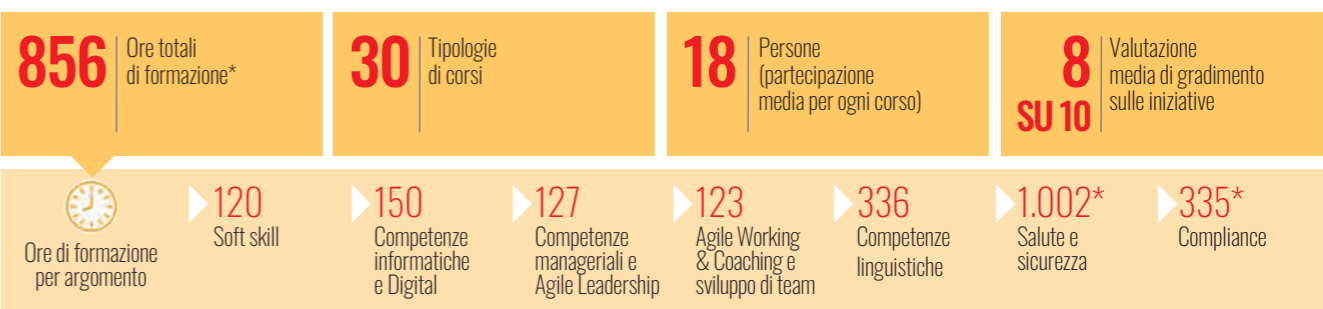 856
Ore totali
di formazione*
30
Tipologie
di corsi
18
Persone
(partecipazione
media per ogni corso)
8
SU 10
Valutazione
media di gradimento
sulle iniziative
Ore di formazione
per argomento
120
Soft skill
150
Competenze
informatiche
e Digital
127
Competenze
manageriali e
Agile Leadership
123
Agile Working
& Coaching e
sviluppo di team
336
Competenze
linguistiche
1.002*
Salute e
sicurezza
335*
Compliance